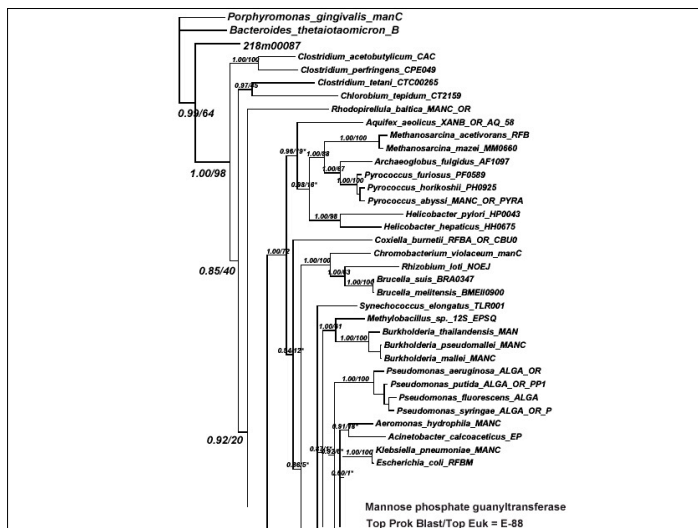 Porphyromonas_gingivalis_manC
Bacteroides_thetaiotaomicron_B
218m00087
Clostridium_acetobutylicum_CAC
1.00/100
Clostridium_perfringens_CPE049
Clostridium_tetani_CTC00265
Chlorobium_tepidum_CT2159
Rhodopirellula_baltica_MANC_OR
0.99/64
Aquifex_aeolicus_XANB_OR_AQ_58
Methanosarcina_acetivorans_RFB
1.00/100
Methanosarcina_mazei_MM0660
Archaeoglobus_fulgidus_AF1097
1.00/98
Pyrococcus_furiosus_PF0589
1.00/100
Pyrococcus_horikoshii_PH0925
Pyrococcus_abyssi_MANC_OR_PYRA
Helicobacter_pylori_HP0043
1.00/98
Helicobacter_hepaticus_HH0675
Coxiella_burnetii_RFBA_OR_CBU0
Chromobacterium_violaceum_manC
0.85/40
1.00/100
Rhizobium_loti_NOEJ
Brucella_suis_BRA0347
1.00/100
Brucella_melitensis_BMEII0900
Synechococcus_elongatus_TLR001
Methylobacillus_sp._12S_EPSQ
Burkholderia_thailandensis_MAN
1.00/100
Burkholderia_pseudomallei_MANC
Burkholderia_mallei_MANC
Pseudomonas_aeruginosa_ALGA_OR
1.00/100
Pseudomonas_putida_ALGA_OR_PP1
Pseudomonas_fluorescens_ALGA
Pseudomonas_syringae_ALGA_OR_P
Aeromonas_hydrophila_MANC
Acinetobacter_calcoaceticus_EP
0.92/20
Klebsiella_pneumoniae_MANC
1.00/100
Escherichia_coli_RFBM
Mannose phosphate guanyltransferase
Top Prok Blast/Top Euk = E-88